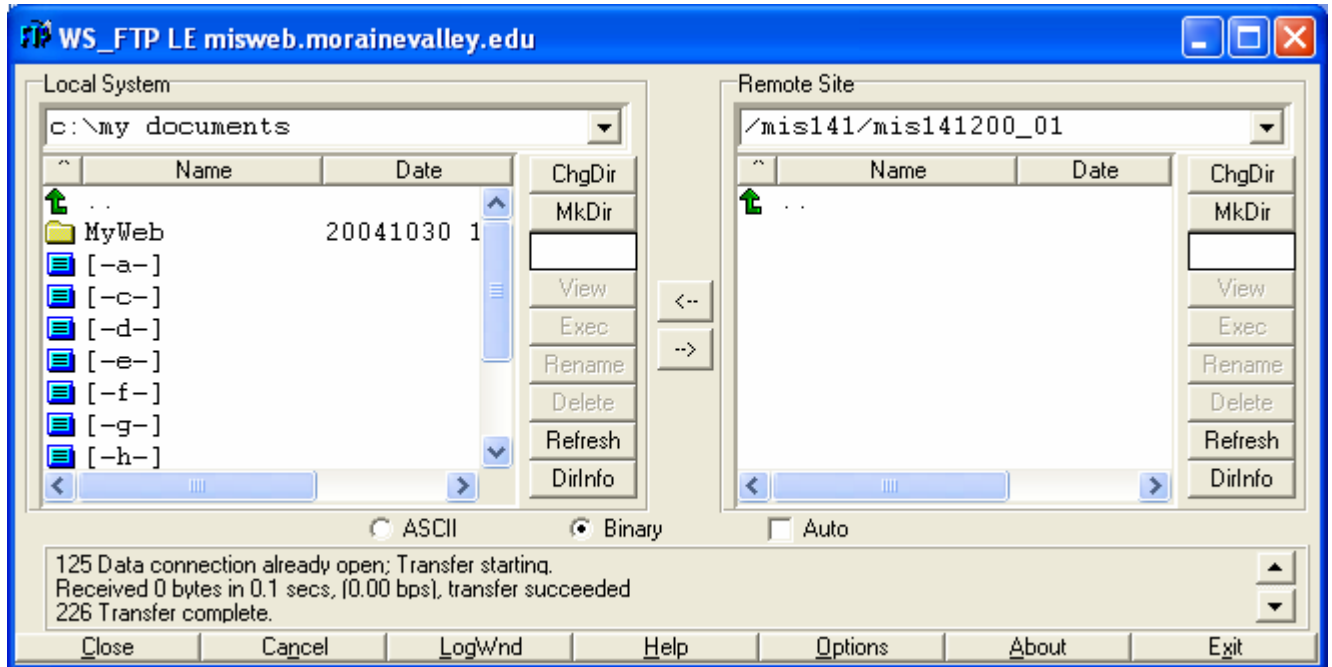 WS_FTP LE misweb.morainevalley.edu
Local System
c:\my documents
^ Name Date
..
MyWeb 20041030 1
[-a-]
[-c-]
[-d-]
[-e-]
[-f-]
[-g-]
[-h-]
ChgDir
MkDir
View
Exec
Rename
Delete
Refresh
DirInfo
<--
-->
Remote Site
/mis141/mis141200_01
^ Name Date
..
ChgDir
MkDir
View
Exec
Rename
Delete
Refresh
DirInfo
ASCII Binary Auto
125 Data connection already open; Transfer starting.
Received 0 bytes in 0.1 secs, (0.00 bps), transfer succeeded
226 Transfer complete.
Close Cancel LogWnd Help Options About Exit